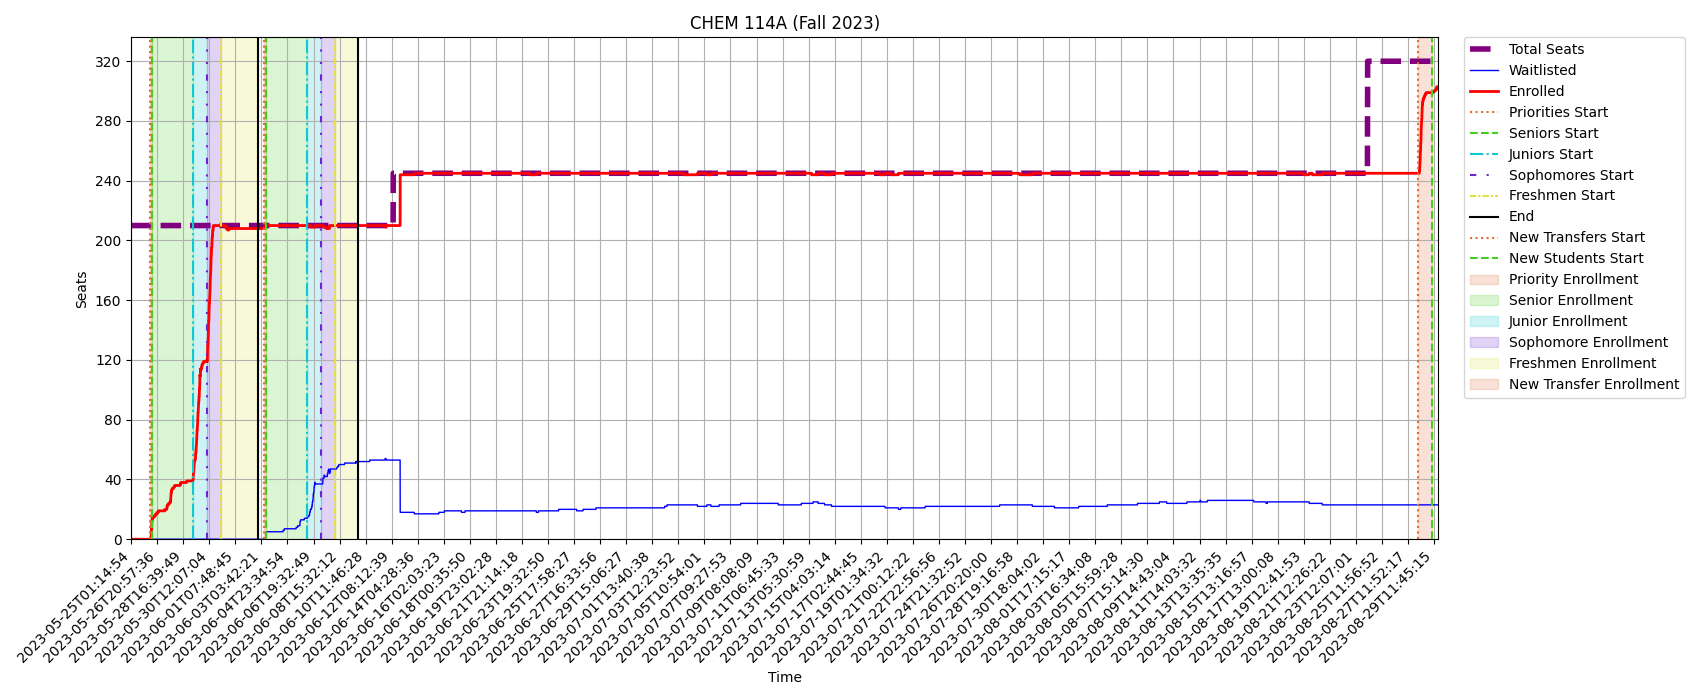 CHEM 114A (Fall 2023)
Seats
320
280
240
200
160
120
80
40
0
2023-05-25T01:14:54
2023-05-26T20:57:36
2023-05-28T16:39:49
2023-05-30T12:07:04
2023-06-01T07:48:45
2023-06-03T03:42:21
2023-06-04T23:34:54
2023-06-06T19:32:49
2023-06-08T15:32:12
2023-06-10T11:46:28
2023-06-12T08:12:39
2023-06-14T04:28:36
2023-06-16T02:03:23
2023-06-18T00:35:50
2023-06-19T23:02:28
2023-06-21T21:14:18
2023-06-23T19:32:50
2023-06-25T17:58:27
2023-06-27T16:33:56
2023-06-29T15:06:27
2023-07-01T13:40:38
2023-07-03T12:23:52
2023-07-05T10:54:01
2023-07-07T09:27:53
2023-07-09T08:08:09
2023-07-11T06:45:33
2023-07-13T05:30:59
2023-07-15T04:03:14
2023-07-17T02:44:45
2023-07-19T01:34:32
2023-07-21T00:12:22
2023-07-22T22:56:56
2023-07-24T21:32:52
2023-07-26T20:20:00
2023-07-28T19:16:58
2023-07-30T18:04:02
2023-08-01T17:15:17
2023-08-03T16:34:08
2023-08-05T15:59:28
2023-08-07T15:14:30
2023-08-09T14:43:04
2023-08-11T14:03:32
2023-08-13T13:35:35
2023-08-15T13:16:57
2023-08-17T13:00:08
2023-08-19T12:41:53
2023-08-21T12:26:22
2023-08-23T12:07:01
2023-08-25T11:56:52
2023-08-27T11:52:17
2023-08-29T11:45:15
Time
Total Seats
Waitlisted
Enrolled
Priorities Start
Seniors Start
Juniors Start
Sophomores Start
Freshmen Start
End
New Transfers Start
New Students Start
Priority Enrollment
Senior Enrollment
Junior Enrollment
Sophomore Enrollment
Freshmen Enrollment
New Transfer Enrollment